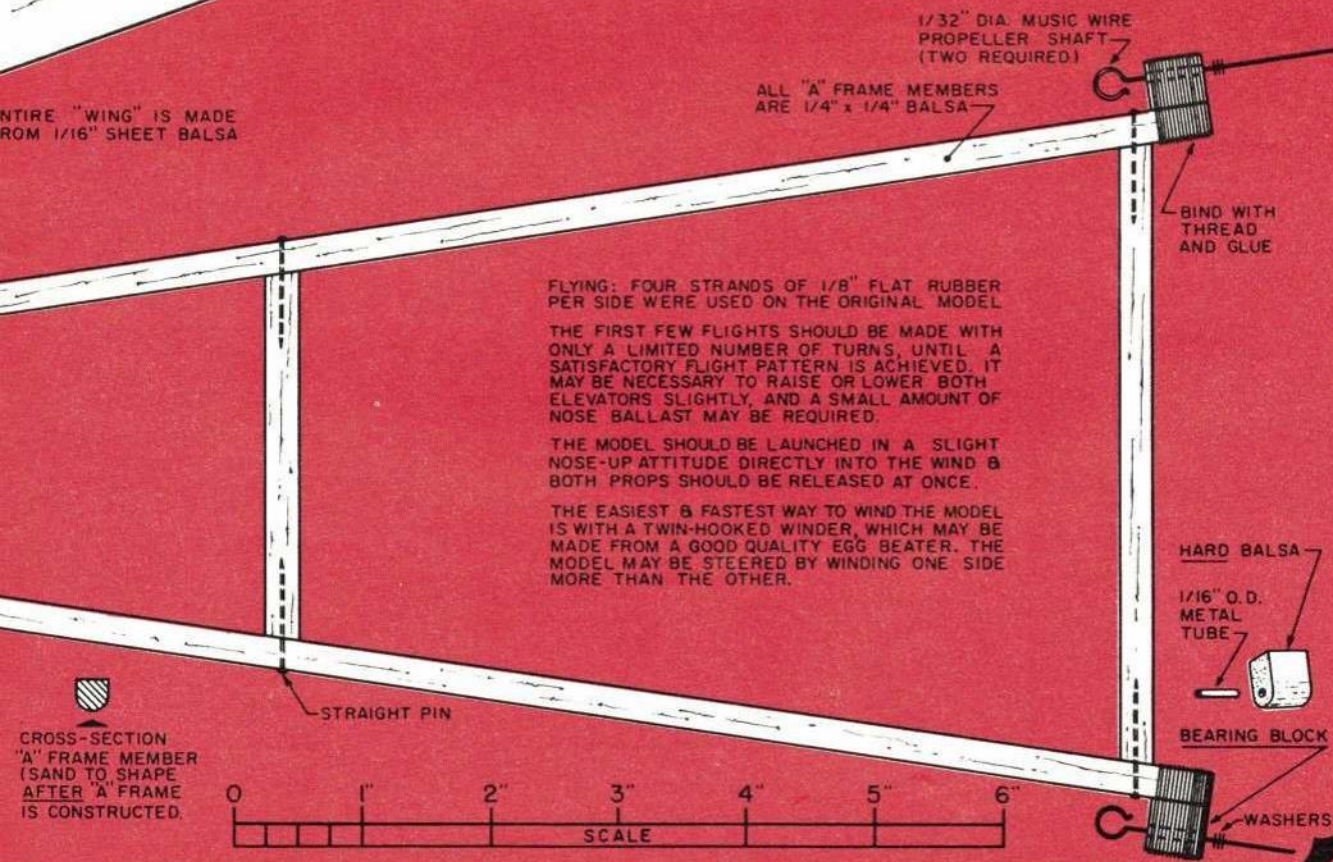 1/32" DIA. MUSIC WIRE
PROPELLER SHAFT
(TWO REQUIRED)
ALL "A" FRAME MEMBERS
ARE 1/4" x 1/4" BALSA
NTIRE "WING" IS MADE
ROM 1/16" SHEET BALSA
BIND WITH
THREAD
AND GLUE
FLYING: FOUR STRANDS OF 1/8" FLAT RUBBER
PER SIDE WERE USED ON THE ORIGINAL MODEL
THE FIRST FEW FLIGHTS SHOULD BE MADE WITH
ONLY A LIMITED NUMBER OF TURNS, UNTIL A
SATISFACTORY FLIGHT PATTERN IS ACHIEVED. IT
MAY BE NECESSARY TO RAISE OR LOWER BOTH
ELEVATORS SLIGHTLY, AND A SMALL AMOUNT OF
NOSE BALLAST MAY BE REQUIRED.
THE MODEL SHOULD BE LAUNCHED IN A SLIGHT
NOSE-UP ATTITUDE DIRECTLY INTO THE WIND &
BOTH PROPS SHOULD BE RELEASED AT ONCE.
THE EASIEST & FASTEST WAY TO WIND THE MODEL
IS WITH A TWIN-HOOKED WINDER, WHICH MAY BE
MADE FROM A GOOD QUALITY EGG BEATER. THE
MODEL MAY BE STEERED BY WINDING ONE SIDE
MORE THAN THE OTHER.
HARD BALSA
1/16" O.D.
METAL
TUBE
BEARING BLOCK
WASHERS
STRAIGHT PIN
CROSS-SECTION
"A" FRAME MEMBER
(SAND TO SHAPE
AFTER "A" FRAME
IS CONSTRUCTED.
0 1" 2" 3" 4" 5" 6"
SCALE